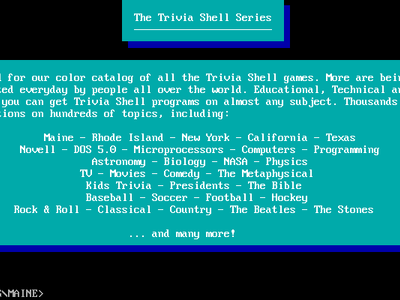 The Trivia Shell Series
for our color catalog of all the Trivia Shell games. More are
everyday by people all over the world. Educational, Technical
you can get Trivia Shell programs on almost any subject. Thousands
on hundreds of topics, including:
Maine - Rhode Island - New York - California - Texas
Novell - DOS 5.0 - Microprocessors - Computers - Programming
Astronomy - Biology - NASA - Physics
TV - Movies - Comedy - The Metaphysical
Kids Trivia - Presidents - The Bible
Baseball - Soccer - Football - Hockey
Rock & Roll - Classical - Country - The Beatles - The Stones
... and many more!
\MAINE>